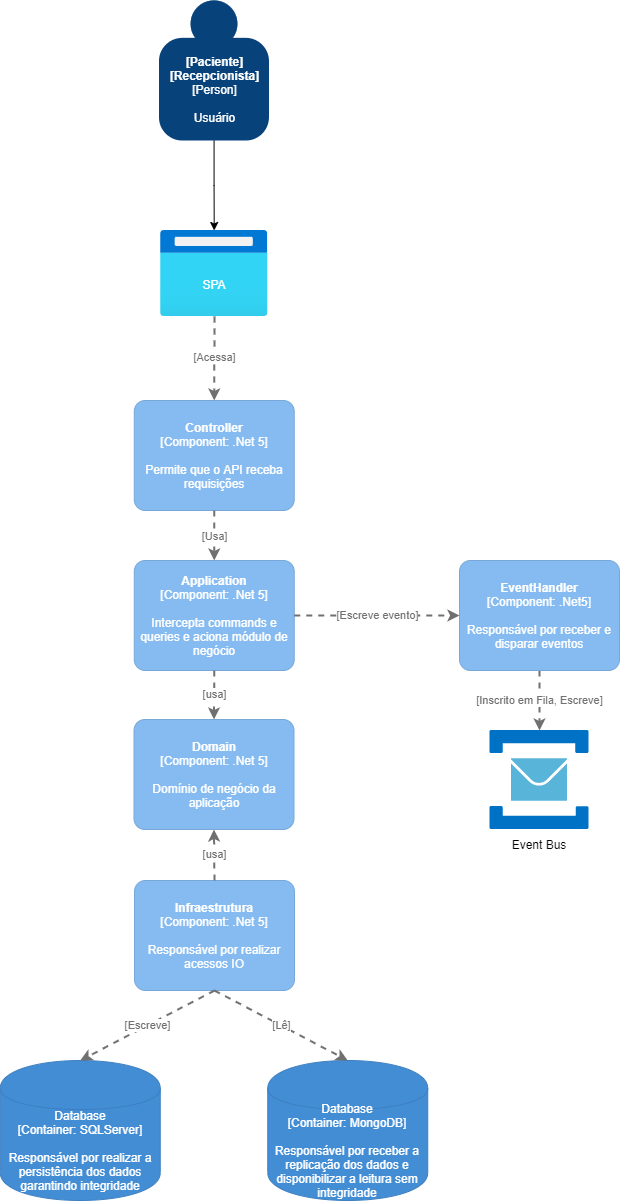 [Paciente]
[Recepcionista]
[Person]
Usuário
SPA
[Acessa]
Controller
[Component: .Net 5]
Permite que o API receba
requisições
[Usa]
Application
[Component: .Net 5]
Intercepta commands e
queries e aciona módulo de
negócio
[Escreve evento]
EventHandler
[Component: .Net5]
Responsável por receber e
disparar eventos
[usa]
[Inscrito em Fila, Escreve]
Domain
[Component: .Net 5]
Domínio de negócio da
aplicação
Event Bus
[usa]
Infraestrutura
[Component: .Net 5]
Responsável por realizar
acessos IO
[Escreve]
[Lê]
Database
[Container: SQLServer]
Responsável por realizar a
persistência dos dados
garantindo integridade
Database
[Container: MongoDB]
Responsável por receber a
replicação dos dados e
disponibilizar a leitura sem
integridade